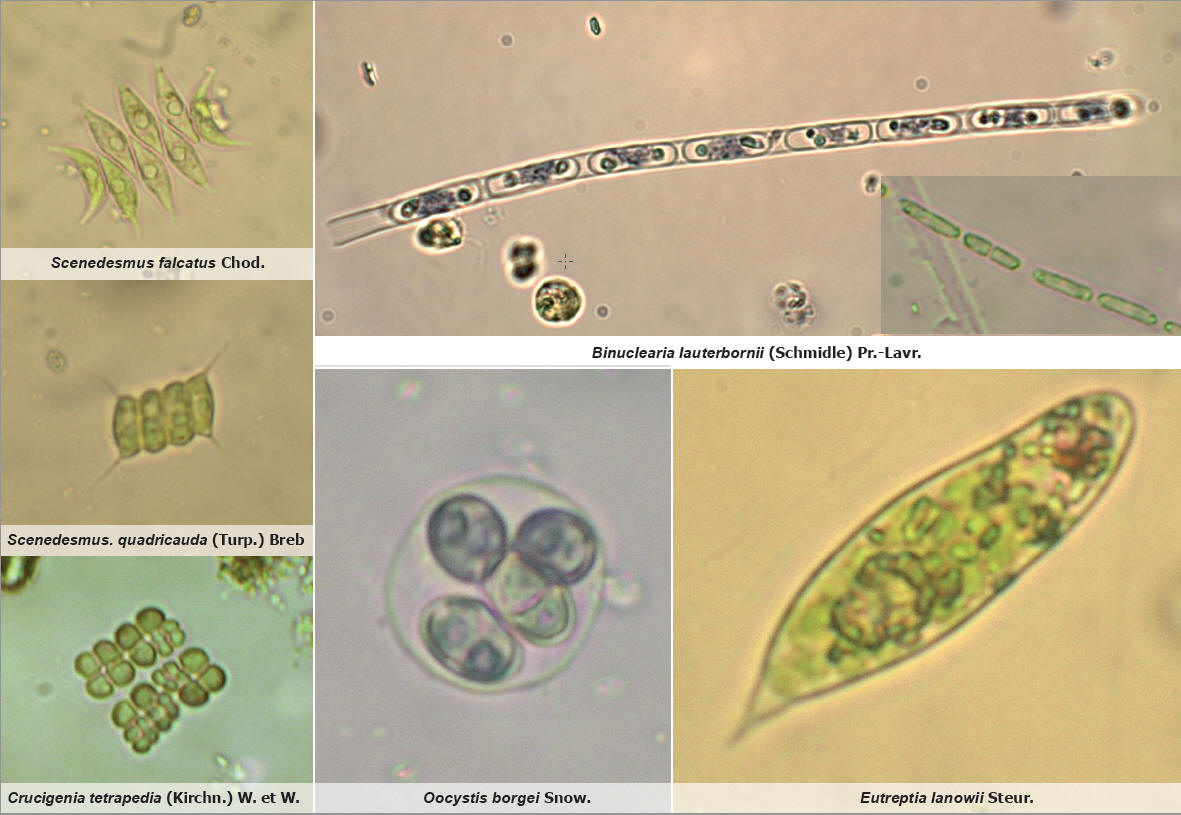 Scenedesmus falcatus Chod.
Binuclearia lauterbornii (Schmidle) Pr.-Lavr.
Scenedesmus. quadricauda (Turp.) Breb
Crucigenia tetrapedia (Kirchn.) W. et W.
Oocystis borgei Snow.
Eutreptia lanowii Steur.